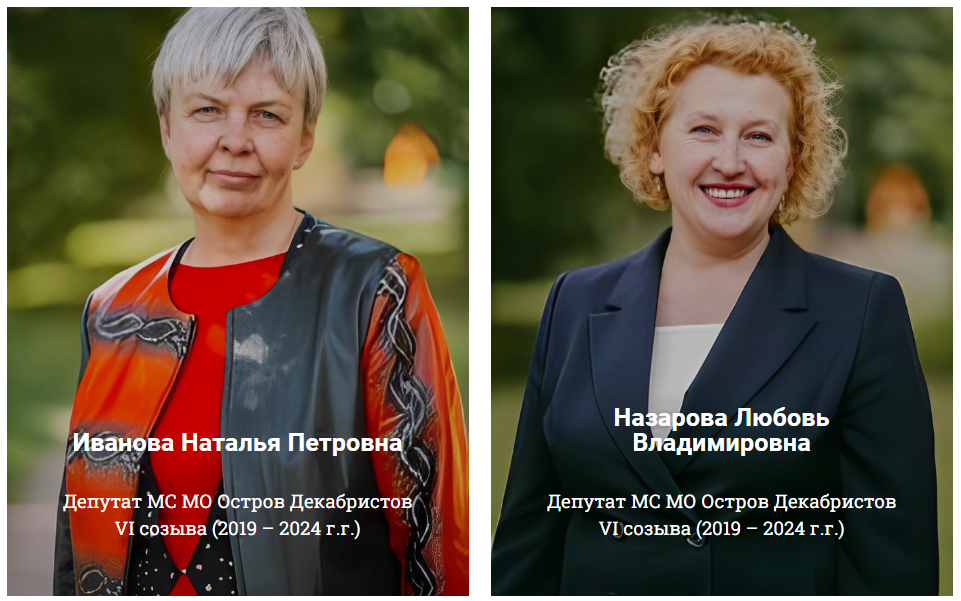 Иванова Наталья Петровна
Депутат МС МО Остров Декабристов
VI созыва (2019 – 2024 г.г.)
Назарова Любовь
Владимировна
Депутат МС МО Остров Декабристов
VI созыва (2019 – 2024 г.г.)